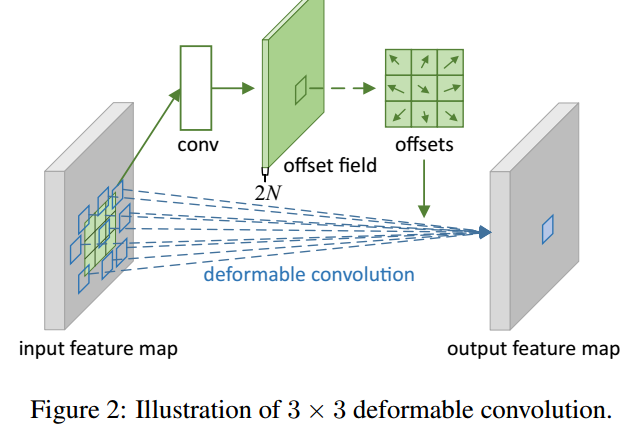 conv
offset field
offsets
2N
deformable convolution
input feature map
output feature map
Figure 2: Illustration of 3 × 3 deformable convolution.